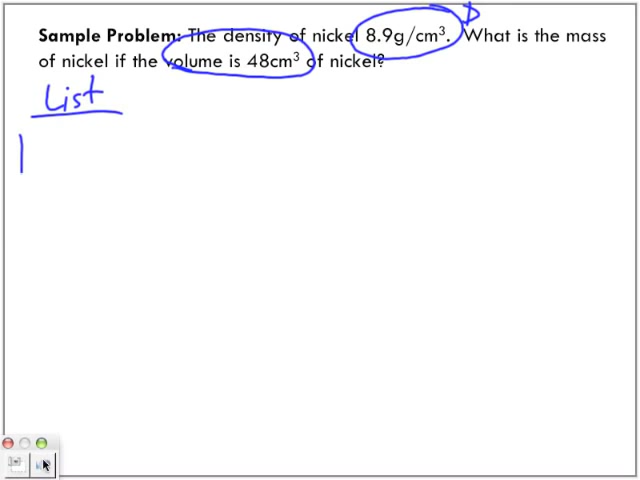 Sample Problem: The density of nickel 8.9g/cm³. What is the mass
of nickel if the volume is 48cm³ of nickel?
List